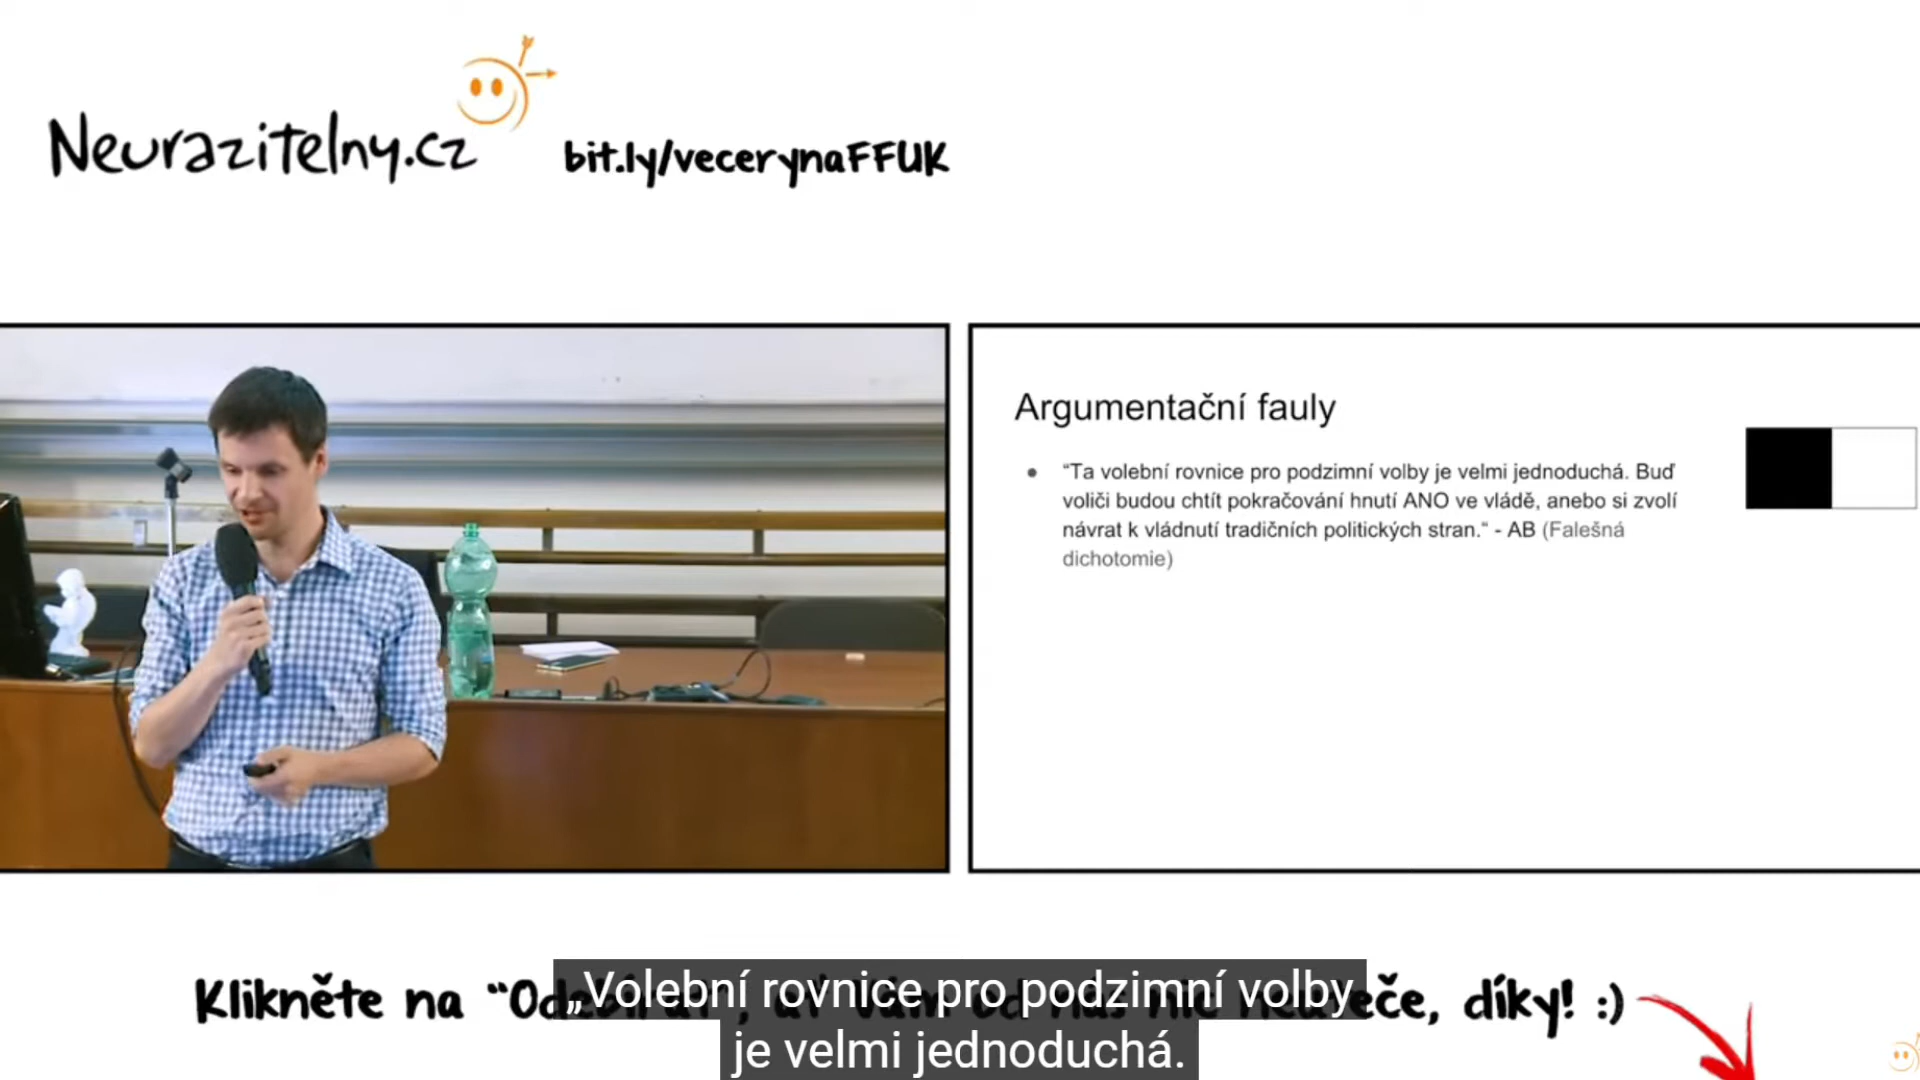 Neurazitelny.cz
bit.ly/vecerynaFFUK
Argumentační fauly
“Ta volební rovnice pro podzimní volby je velmi jednoduchá. Buď
voliči budou chtít pokračování hnutí ANO ve vládě, anebo si zvolí
návrat k vládnutí tradičních politických stran.“ - AB (Falešná
dichotomie)
Klikněte na “ díky! :)
„Volební rovnice pro podzimní volby
je velmi jednoduchá.